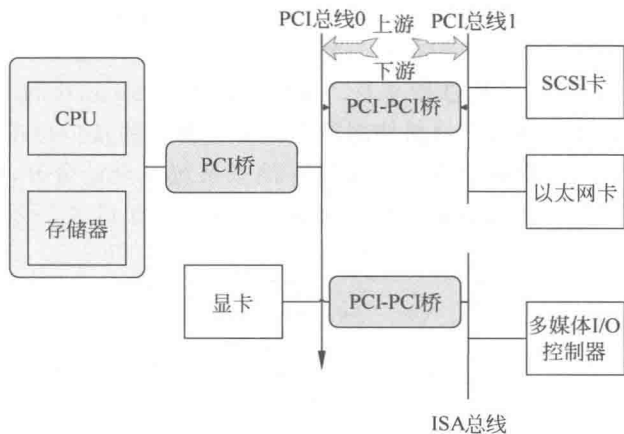 PCI总线0
上游
PCI总线1
下游
CPU
存储器
PCI桥
PCI-PCI桥
SCSI卡
以太网卡
显卡
PCI-PCI桥
多媒体I/O
控制器
ISA总线